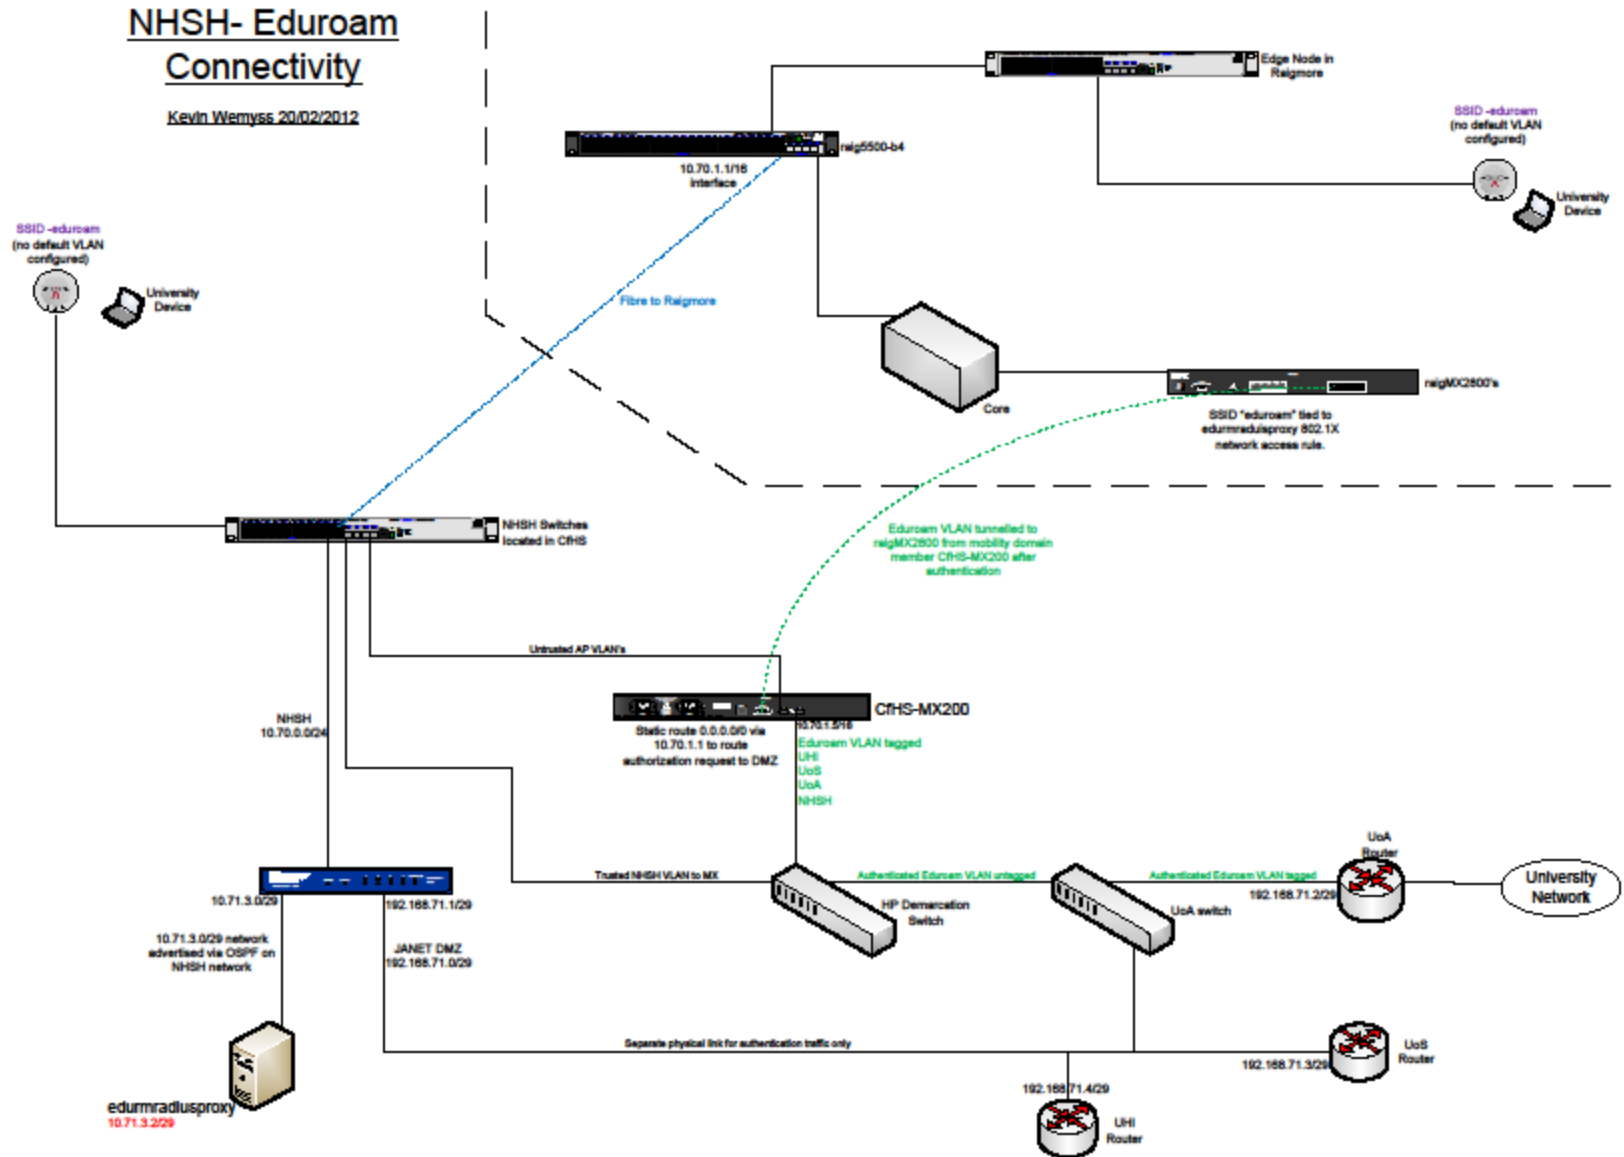 NHSH- Eduroam
Connectivity
Kevin Wemyss 20/02/2012
Edge Node in
Raigmore
SSID -eduroam
(no default VLAN
configured)
University
Device
raig5500-b4
10.70.1.1/16
interface
SSID -eduroam
(no default VLAN
configured)
University
Device
Fibre to Raigmore
Core
raigMX2800's
SSID "eduroam" tied to
edurmraduisproxy 802.1X
network access rule.
NHSH Switches
located in CfHS
Eduroam VLAN tunnelled to
raigMX2800 from mobility domain
member CfHS-MX200 after
authentication
Untrusted AP VLAN's
CfHS-MX200
10.70.1.5/16
Static route 0.0.0.0/0 via
10.70.1.1 to route
authorization request to DMZ
Eduroam VLAN tagged
UHI
UoS
UoA
NHSH
NHSH
10.70.0.0/24
Trusted NHSH VLAN to MX
Authenticated Eduroam VLAN untagged
Authenticated Eduroam VLAN tagged
UoA
Router
192.168.71.2/29
University
Network
HP Demarcation
Switch
UoA switch
10.71.3.0/29
192.168.71.1/29
10.71.3.0/29 network
advertised via OSPF on
NHSH network
JANET DMZ
192.168.71.0/29
Separate physical link for authentication traffic only
192.168.71.3/29
UoS
Router
192.168.71.4/29
UHI
Router
edurmradiusproxy
10.71.3.2/29